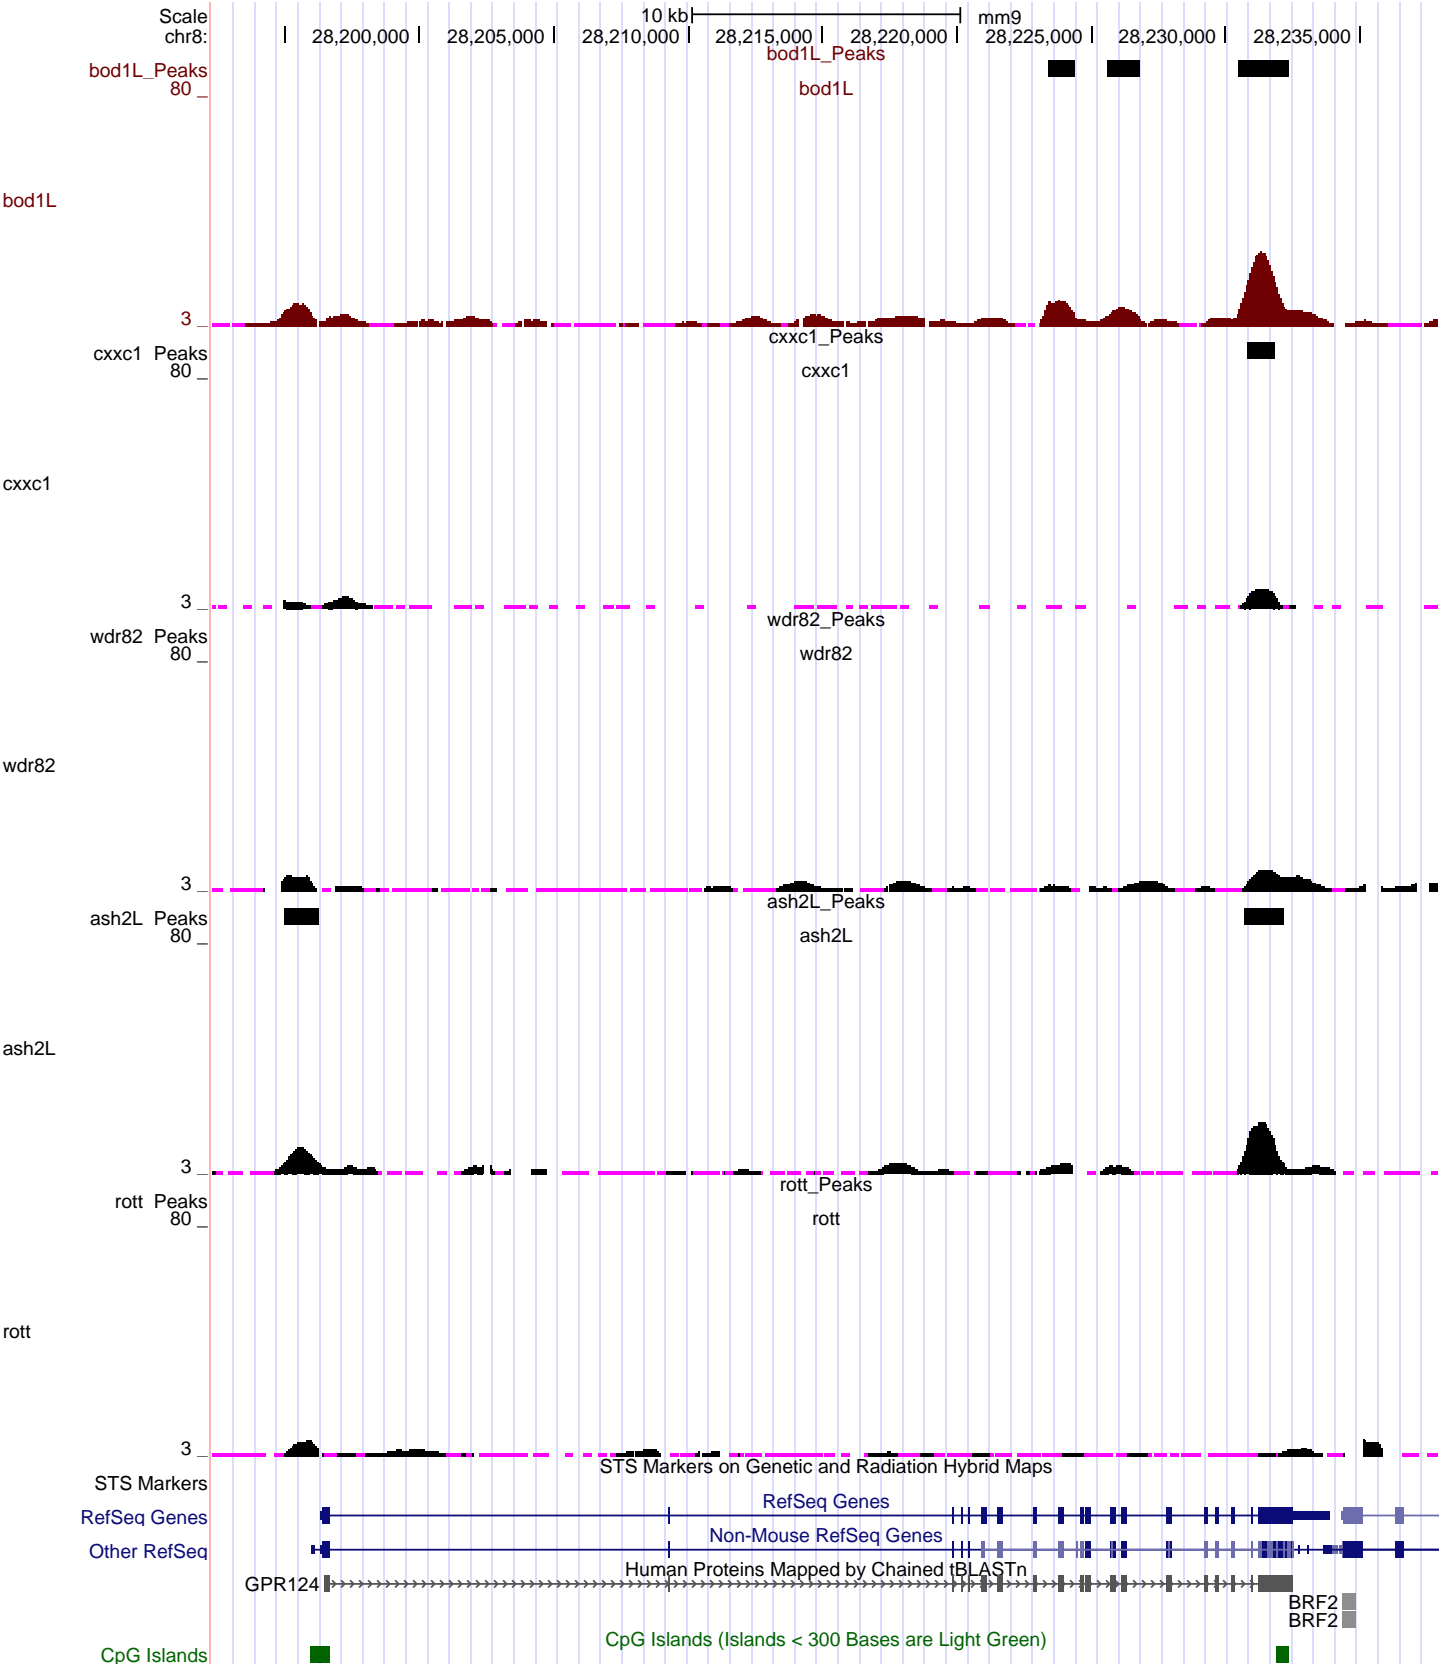 Scale 10 kb mm9
chr8: 28,200,000 28,205,000 28,210,000 28,215,000 28,220,000 28,225,000 28,230,000 28,235,000
bod1L_Peaks
bod1L_Peaks
80 _ bod1L
bod1L
3 _
cxxc1_Peaks
cxxc1 Peaks
80 _ cxxc1
cxxc1
3 _
wdr82_Peaks
wdr82 Peaks
80 _ wdr82
wdr82
3 _
ash2L_Peaks
ash2L Peaks
80 _ ash2L
ash2L
3 _
rott_Peaks
rott Peaks
80 _ rott
rott
3 _
STS Markers on Genetic and Radiation Hybrid Maps
STS Markers
RefSeq Genes
RefSeq Genes
Non-Mouse RefSeq Genes
Other RefSeq
Human Proteins Mapped by Chained tBLASTn
GPR124
BRF2
BRF2
CpG Islands (Islands < 300 Bases are Light Green)
CpG Islands